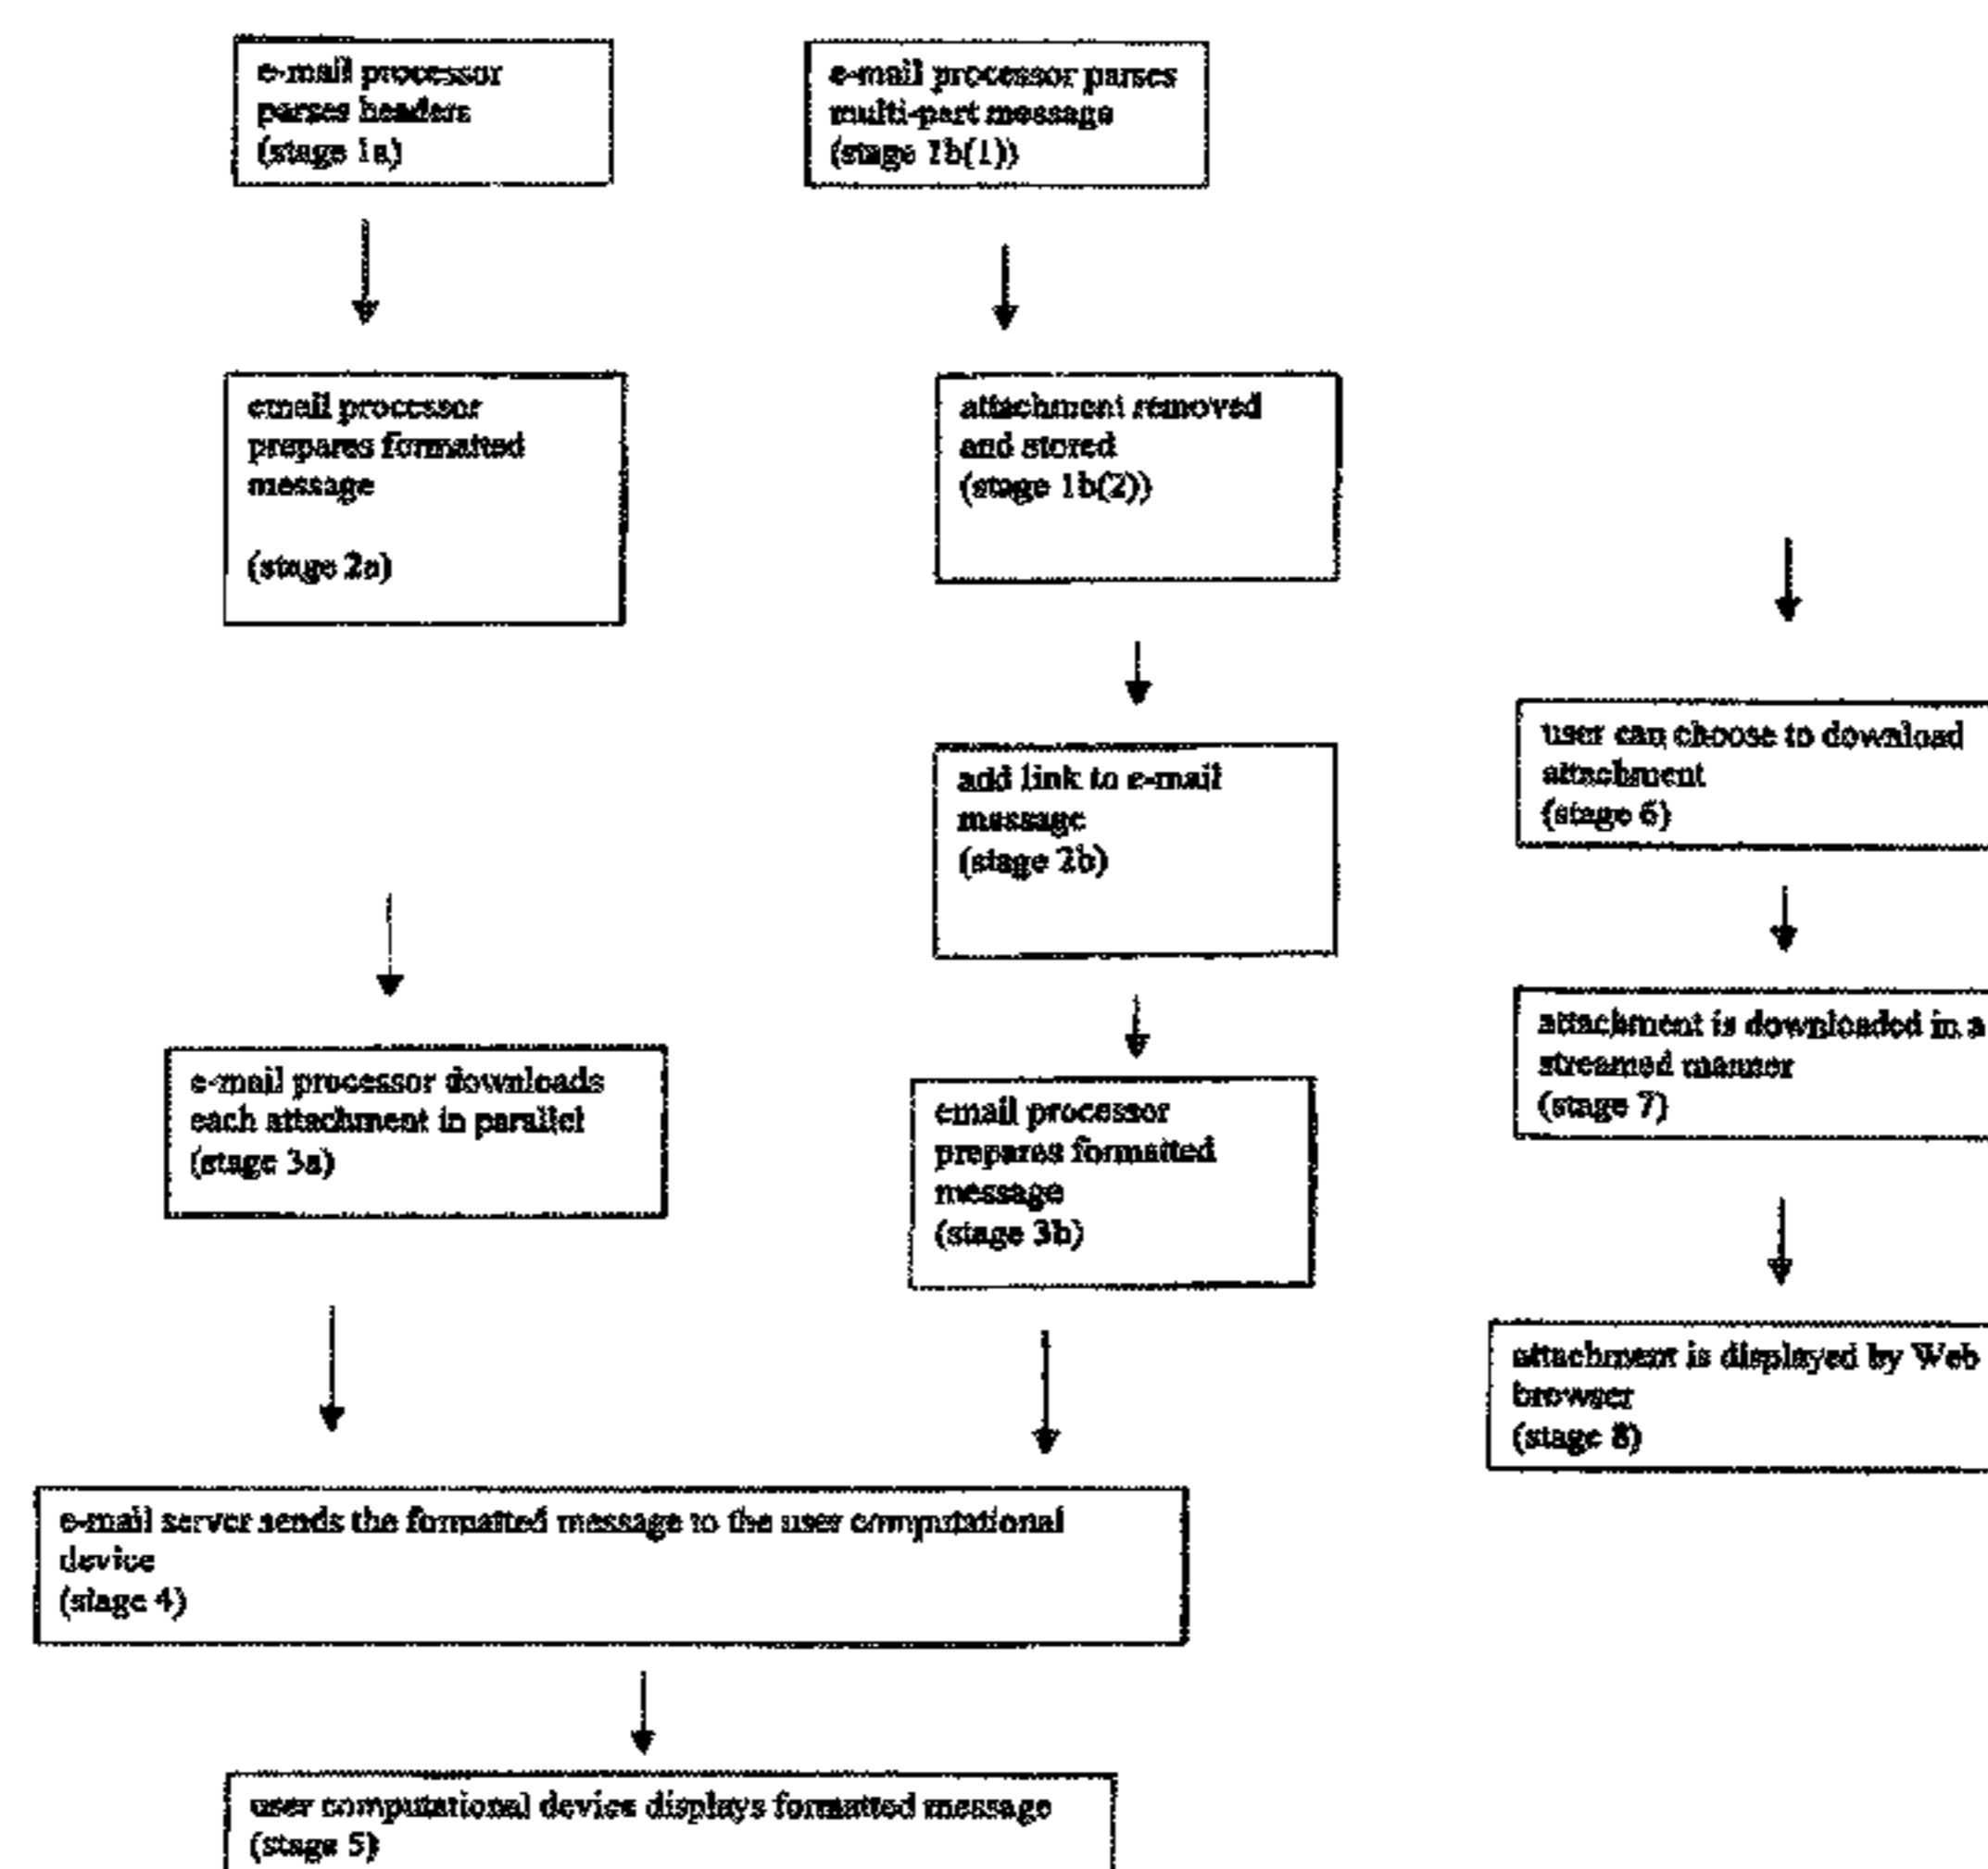 e-mail processor
parses headers
(stage 1a)
e-mail processor parses
multi-part message
(stage 1b(1))
email processor
prepares formatted
message
(stage 2a)
attachment removed
and stored
(stage 1b(2))
add link to e-mail
message
(stage 2b)
user can choose to download
attachment
(stage 6)
e-mail processor downloads
each attachment in parallel
(stage 3a)
email processor
prepares formatted
message
(stage 3b)
attachment is downloaded in a
streamed manner
(stage 7)
attachment is displayed by Web
browser
(stage 8)
e-mail server sends the formatted message to the user computational
device
(stage 4)
user computational device displays formatted message
(stage 5)